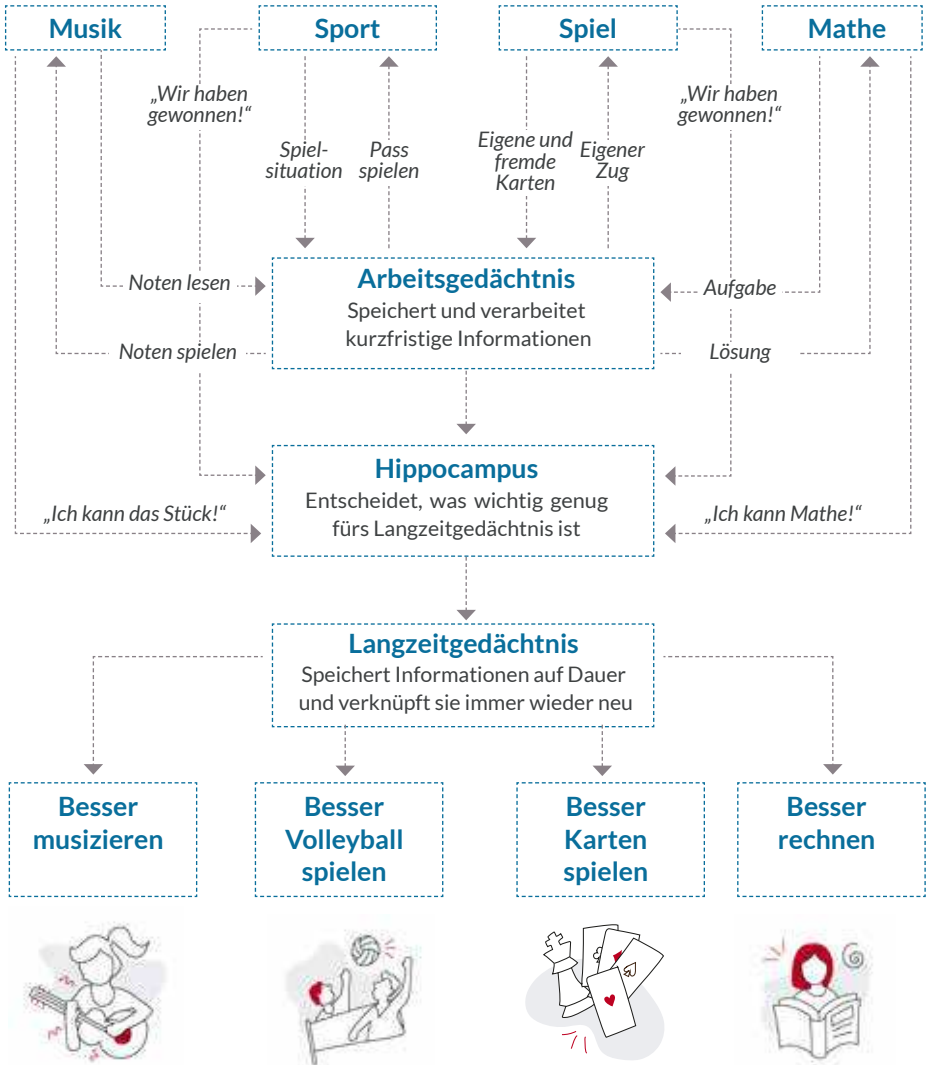 Musik
Sport
Spiel
Mathe
„Wir haben
gewonnen!“
„Wir haben
gewonnen!“
Spiel-
situation
Pass
spielen
Eigene und
fremde
Karten
Eigener
Zug
Arbeitsgedächtnis
Speichert und verarbeitet
kurzfristige Informationen
Noten lesen
Aufgabe
Noten spielen
Lösung
Hippocampus
Entscheidet, was wichtig genug
fürs Langzeitgedächtnis ist
„Ich kann das Stück!“
„Ich kann Mathe!“
Langzeitgedächtnis
Speichert Informationen auf Dauer
und verknüpft sie immer wieder neu
Besser
musizieren
Besser
Volleyball
spielen
Besser
Karten
spielen
Besser
rechnen